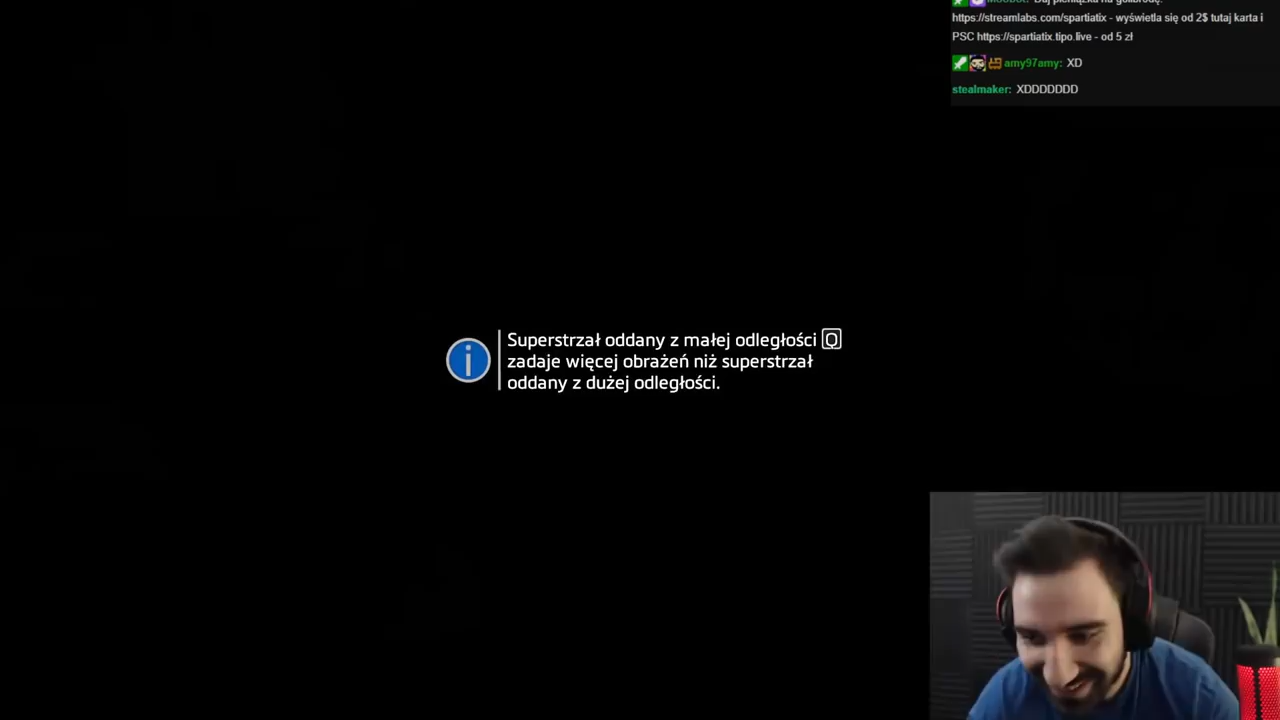 https://streamlabs.com/spartiatix - wyświetla się od 2$ tutaj karta i
PSC https://spartiatix.tipo.live - od 5 zł
amy97amy: XD
stealmaker: XDDDDDDD
Superstrzał oddany z małej odległości Q
zadaje więcej obrażeń niż superstrzał
oddany z dużej odległości.